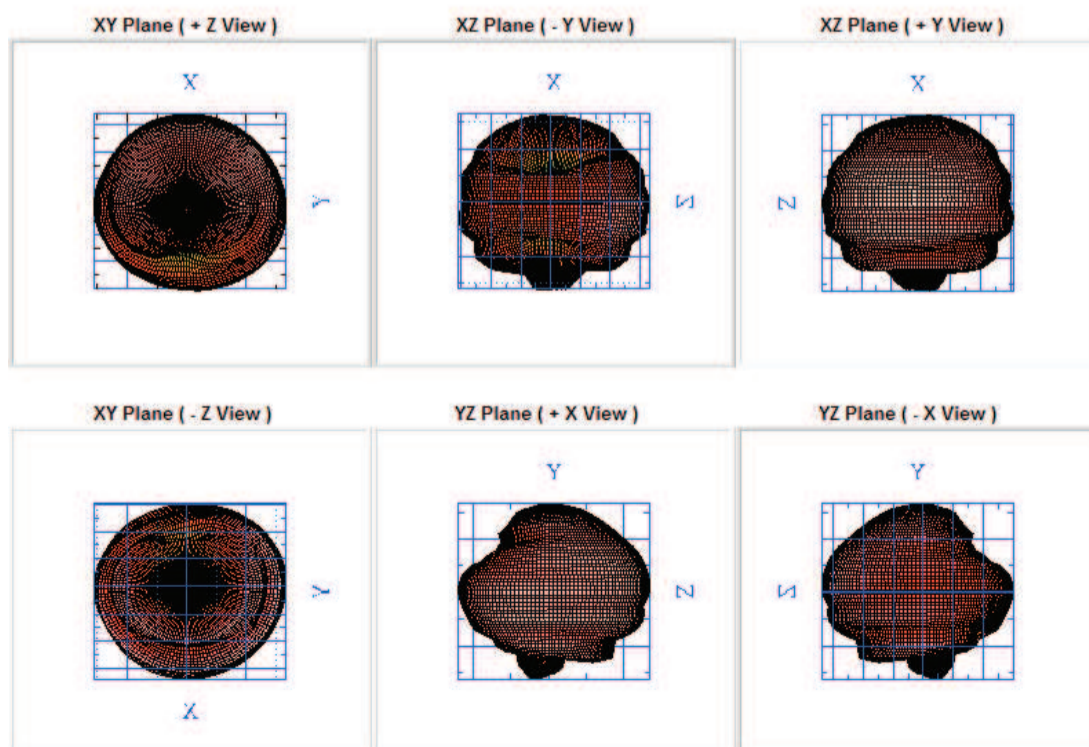 XY Plane ( + Z View )
XZ Plane ( - Y View )
XZ Plane ( + Y View )
X
X
X
Y
Z
Z
XY Plane ( - Z View )
YZ Plane ( + X View )
YZ Plane ( - X View )
Y
Y
Y
Z
Z
X